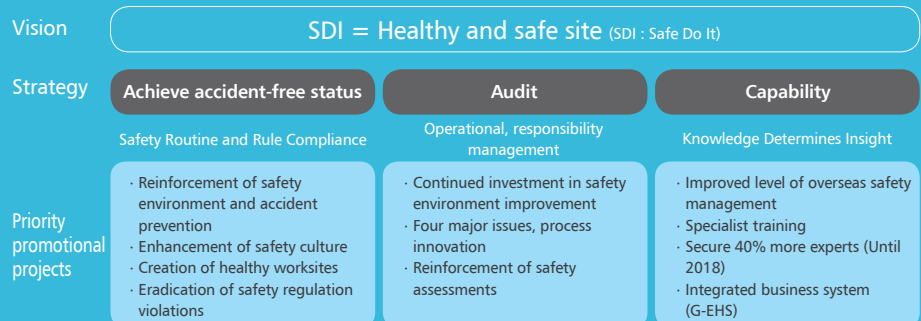 Vision
SDI = Healthy and safe site (SDI : Safe Do It)
Strategy
Achieve accident-free status
Audit
Capability
Safety Routine and Rule Compliance
Operational, responsibility
management
Knowledge Determines Insight
Priority
promotional
projects
· Reinforcement of safety
environment and accident
prevention
· Enhancement of safety culture
· Creation of healthy worksites
· Eradication of safety regulation
violations
· Continued investment in safety
environment improvement
· Four major issues, process
innovation
· Reinforcement of safety
assessments
· Improved level of overseas safety
management
· Specialist training
· Secure 40% more experts (Until
2018)
· Integrated business system
(G-EHS)